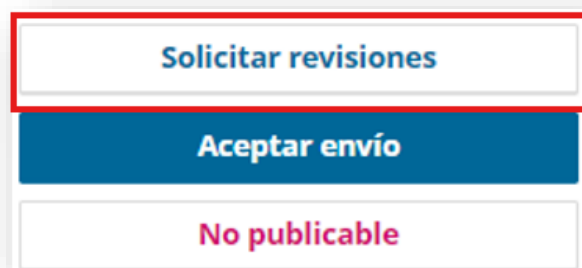 Solicitar revisiones
Aceptar envío
No publicable